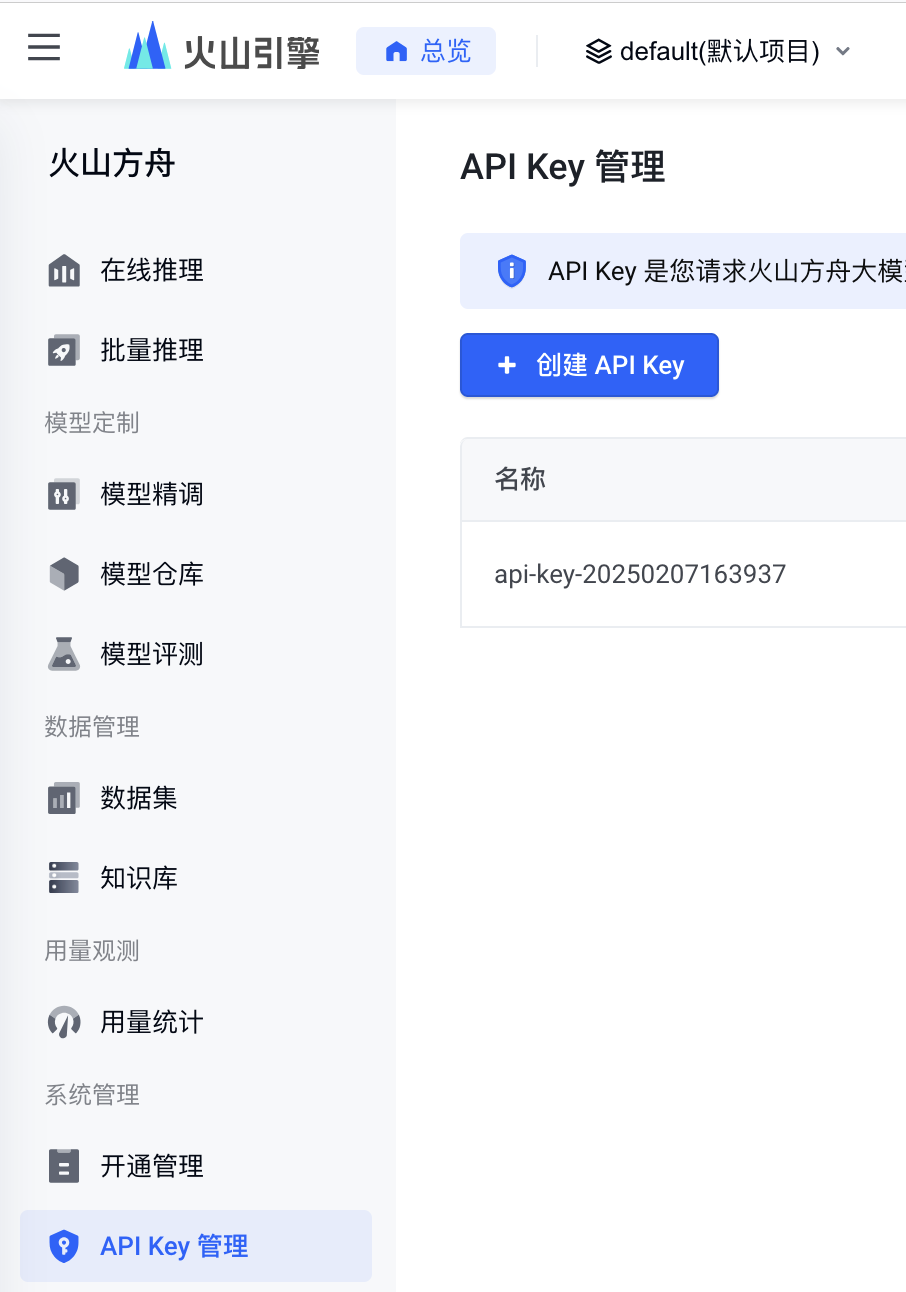 火山引擎
总览
default(默认项目)
火山方舟
在线推理
批量推理
模型定制
模型精调
模型仓库
模型评测
数据管理
数据集
知识库
用量观测
用量统计
系统管理
开通管理
API Key 管理
API Key 管理
API Key 是您请求火山方舟大模
创建 API Key
名称
api-key-20250207163937